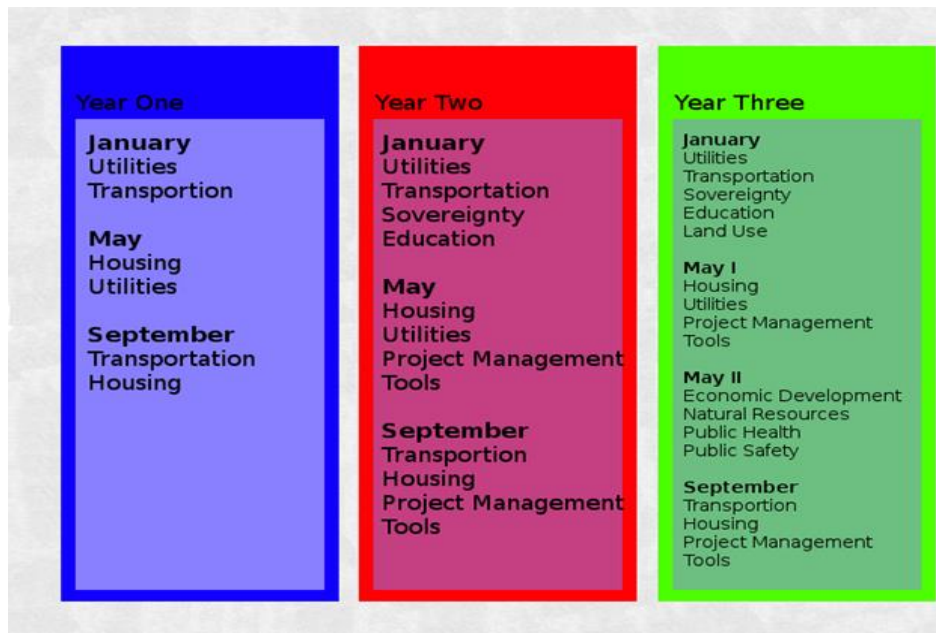 Year One
January
Utilities
Transportion
May
Housing
Utilities
September
Transportation
Housing
Year Two
January
Utilities
Transportation
Sovereignty
Education
May
Housing
Utilities
Project Management
Tools
September
Transportion
Housing
Project Management
Tools
Year Three
January
Utilities
Transportation
Sovereignty
Education
Land Use
May I
Housing
Utilities
Project Management
Tools
May II
Economic Development
Natural Resources
Public Health
Public Safety
September
Transportion
Housing
Project Management
Tools